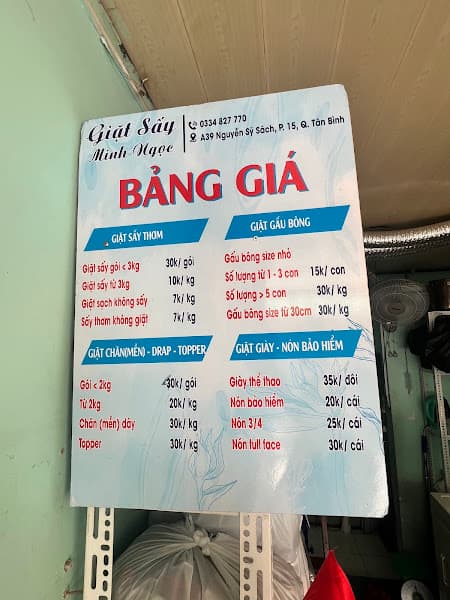 Giặt Sấy
Minh Ngọc
0334 827 770
A39 Nguyễn Sỹ Sách, P. 15, Q. Tân Bình
BẢNG GIÁ
GIẶT SẤY THƠM
Giặt sấy gói < 3kg 30k/ gói
Giặt sấy từ 3kg 10k/ kg
Giặt sạch không sấy 7k/ kg
Sấy thơm không giặt 7k/ kg
GIẶT GẤU BÔNG
Gấu bông size nhỏ
Số lượng từ 1 - 3 con 15k/ con
Số lượng > 5 con 30k/ kg
Gấu bông size từ 30cm 30k/ kg
GIẶT CHĂN(MỀN) - DRAP - TOPPER
Gói < 2kg 30k/ gói
Từ 2kg 20k/ kg
Chăn (mền) dày 30k/ kg
Topper 30k/ kg
GIẶT GIÀY - NÓN BẢO HIỂM
Giày thể thao 35k/ đôi
Nón bảo hiểm 20k/ cái
Nón 3/4 25k/ cái
Nón full face 30k/ cái